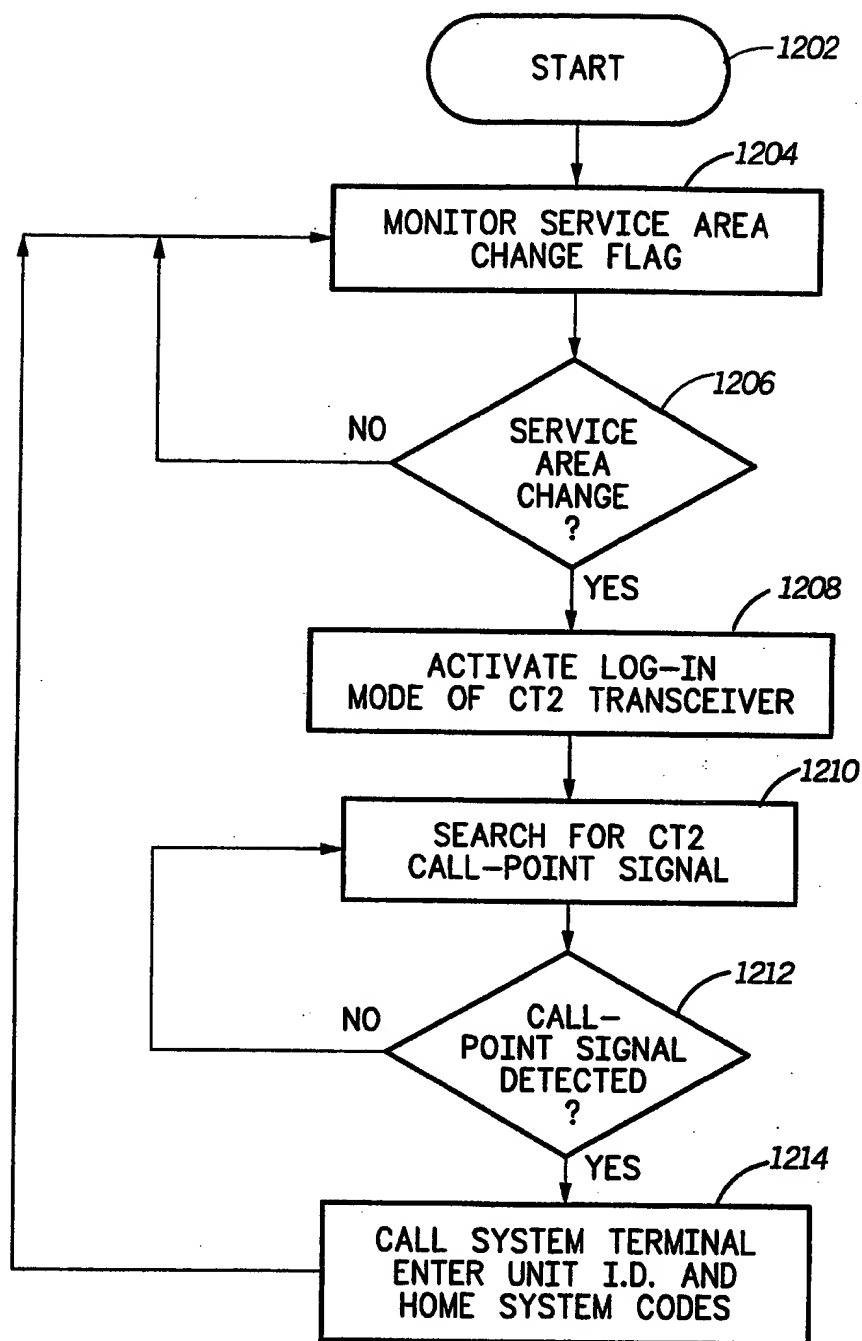 START
1202
1204
MONITOR SERVICE AREA
CHANGE FLAG
1206
NO
SERVICE
AREA
CHANGE
?
YES
1208
ACTIVATE LOG-IN
MODE OF CT2 TRANSCEIVER
1210
SEARCH FOR CT2
CALL-POINT SIGNAL
1212
NO
CALL-
POINT SIGNAL
DETECTED
?
YES
1214
CALL SYSTEM TERMINAL
ENTER UNIT I.D. AND
HOME SYSTEM CODES